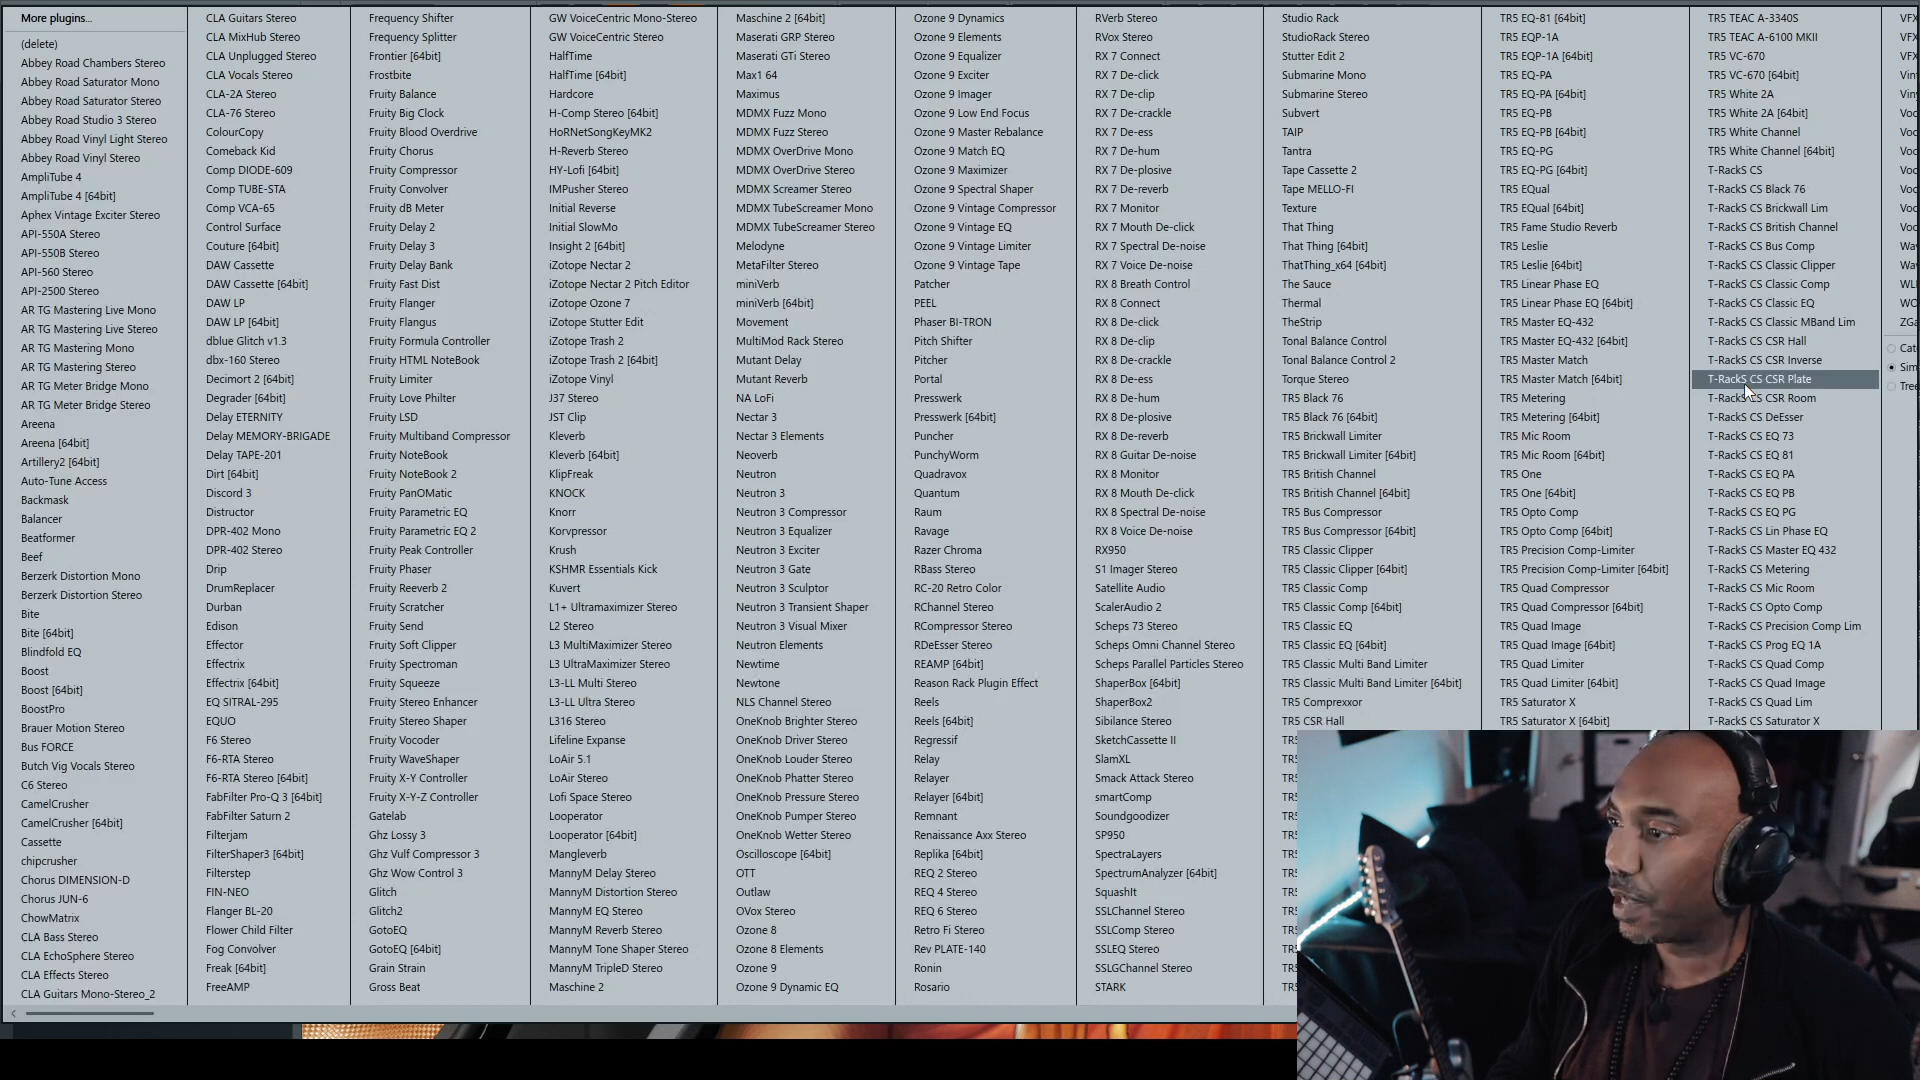 More plugins...
(delete)
Abbey Road Chambers Stereo
Abbey Road Saturator Mono
Abbey Road Saturator Stereo
Abbey Road Studio 3 Stereo
Abbey Road Vinyl Light Stereo
Abbey Road Vinyl Stereo
AmpliTube 4
AmpliTube 4 [64bit]
Aphex Vintage Exciter Stereo
API-550A Stereo
API-550B Stereo
API-560 Stereo
API-2500 Stereo
AR TG Mastering Live Mono
AR TG Mastering Live Stereo
AR TG Mastering Mono
AR TG Mastering Stereo
AR TG Meter Bridge Mono
AR TG Meter Bridge Stereo
Areena
Areena [64bit]
Artillery2 [64bit]
Auto-Tune Access
Backmask
Balancer
Beatformer
Beef
Berzerk Distortion Mono
Berzerk Distortion Stereo
Bite
Bite [64bit]
Blindfold EQ
Boost
Boost [64bit]
BoostPro
Brauer Motion Stereo
Bus FORCE
Butch Vig Vocals Stereo
C6 Stereo
CamelCrusher
CamelCrusher [64bit]
Cassette
chipcrusher
Chorus DIMENSION-D
Chorus JUN-6
ChowMatrix
CLA Bass Stereo
CLA EchoSphere Stereo
CLA Effects Stereo
CLA Guitars Mono-Stereo_2
CLA Guitars Stereo
CLA MixHub Stereo
CLA Unplugged Stereo
CLA Vocals Stereo
CLA-2A Stereo
CLA-76 Stereo
ColourCopy
Comeback Kid
Comp DIODE-609
Comp TUBE-STA
Comp VCA-65
Control Surface
Couture [64bit]
DAW Cassette
DAW Cassette [64bit]
DAW LP
DAW LP [64bit]
dblue Glitch v1.3
dbx-160 Stereo
Decimort 2 [64bit]
Degrader [64bit]
Delay ETERNITY
Delay MEMORY-BRIGADE
Delay TAPE-201
Dirt [64bit]
Discord 3
Distructor
DPR-402 Mono
DPR-402 Stereo
Drip
DrumReplacer
Durban
Edison
Effector
Effectrix
Effectrix [64bit]
EQ SITRAL-295
EQUO
F6 Stereo
F6-RTA Stereo
F6-RTA Stereo [64bit]
FabFilter Pro-Q 3 [64bit]
FabFilter Saturn 2
Filterjam
FilterShaper3 [64bit]
Filterstep
FIN-NEO
Flanger BL-20
Flower Child Filter
Fog Convolver
Freak [64bit]
FreeAMP
Frequency Shifter
Frequency Splitter
Frontier [64bit]
Frostbite
Fruity Balance
Fruity Big Clock
Fruity Blood Overdrive
Fruity Chorus
Fruity Compressor
Fruity Convolver
Fruity dB Meter
Fruity Delay 2
Fruity Delay 3
Fruity Delay Bank
Fruity Fast Dist
Fruity Flanger
Fruity Flangus
Fruity Formula Controller
Fruity HTML NoteBook
Fruity Limiter
Fruity Love Philter
Fruity LSD
Fruity Multiband Compressor
Fruity NoteBook
Fruity NoteBook 2
Fruity PanOMatic
Fruity Parametric EQ
Fruity Parametric EQ 2
Fruity Peak Controller
Fruity Phaser
Fruity Reeverb 2
Fruity Scratcher
Fruity Send
Fruity Soft Clipper
Fruity Spectroman
Fruity Squeeze
Fruity Stereo Enhancer
Fruity Stereo Shaper
Fruity Vocoder
Fruity WaveShaper
Fruity X-Y Controller
Fruity X-Y-Z Controller
Gatelab
Ghz Lossy 3
Ghz Vulf Compressor 3
Ghz Wow Control 3
Glitch
Glitch2
GotoEQ
GotoEQ [64bit]
Grain Strain
Gross Beat
GW VoiceCentric Mono-Stereo
GW VoiceCentric Stereo
HalfTime
HalfTime [64bit]
Hardcore
H-Comp Stereo [64bit]
HoRNetSongKeyMK2
H-Reverb Stereo
HY-Lofi [64bit]
IMPusher Stereo
Initial Reverse
Initial SlowMo
Insight 2 [64bit]
iZotope Nectar 2
iZotope Nectar 2 Pitch Editor
iZotope Ozone 7
iZotope Stutter Edit
iZotope Trash 2
iZotope Trash 2 [64bit]
iZotope Vinyl
J37 Stereo
JST Clip
Kleverb
Kleverb [64bit]
KlipFreak
KNOCK
Knorr
Korvpressor
Krush
KSHMR Essentials Kick
Kuvert
L1+ Ultramaximizer Stereo
L2 Stereo
L3 MultiMaximizer Stereo
L3 UltraMaximizer Stereo
L3-LL Multi Stereo
L3-LL Ultra Stereo
L316 Stereo
Lifeline Expanse
LoAir 5.1
LoAir Stereo
Lofi Space Stereo
Looperator
Looperator [64bit]
Mangleverb
MannyM Delay Stereo
MannyM Distortion Stereo
MannyM EQ Stereo
MannyM Reverb Stereo
MannyM Tone Shaper Stereo
MannyM TripleD Stereo
Maschine 2
Maschine 2 [64bit]
Maserati GRP Stereo
Maserati GTi Stereo
Max1 64
Maximus
MDMX Fuzz Mono
MDMX Fuzz Stereo
MDMX OverDrive Mono
MDMX OverDrive Stereo
MDMX Screamer Stereo
MDMX TubeScreamer Mono
MDMX TubeScreamer Stereo
Melodyne
MetaFilter Stereo
miniVerb
miniVerb [64bit]
Movement
MultiMod Rack Stereo
Mutant Delay
Mutant Reverb
NA LoFi
Nectar 3
Nectar 3 Elements
Neoverb
Neutron
Neutron 3
Neutron 3 Compressor
Neutron 3 Equalizer
Neutron 3 Exciter
Neutron 3 Gate
Neutron 3 Sculptor
Neutron 3 Transient Shaper
Neutron 3 Visual Mixer
Neutron Elements
Newtime
Newtone
NLS Channel Stereo
OneKnob Brighter Stereo
OneKnob Driver Stereo
OneKnob Louder Stereo
OneKnob Phatter Stereo
OneKnob Pressure Stereo
OneKnob Pumper Stereo
OneKnob Wetter Stereo
Oscilloscope [64bit]
OTT
Outlaw
OVox Stereo
Ozone 8
Ozone 8 Elements
Ozone 9
Ozone 9 Dynamic EQ
Ozone 9 Dynamics
Ozone 9 Elements
Ozone 9 Equalizer
Ozone 9 Exciter
Ozone 9 Imager
Ozone 9 Low End Focus
Ozone 9 Master Rebalance
Ozone 9 Match EQ
Ozone 9 Maximizer
Ozone 9 Spectral Shaper
Ozone 9 Vintage Compressor
Ozone 9 Vintage EQ
Ozone 9 Vintage Limiter
Ozone 9 Vintage Tape
Patcher
PEEL
Phaser BI-TRON
Pitch Shifter
Pitcher
Portal
Presswerk
Presswerk [64bit]
Puncher
PunchyWorm
Quadravox
Quantum
Raum
Ravage
Razer Chroma
RBass Stereo
RC-20 Retro Color
RChannel Stereo
RCompressor Stereo
RDeEsser Stereo
REAMP [64bit]
Reason Rack Plugin Effect
Reels
Reels [64bit]
Regressif
Relay
Relayer
Relayer [64bit]
Remnant
Renaissance Axx Stereo
Replika [64bit]
REQ 2 Stereo
REQ 4 Stereo
REQ 6 Stereo
Retro Fi Stereo
Rev PLATE-140
Ronin
Rosario
RVerb Stereo
RVox Stereo
RX 7 Connect
RX 7 De-click
RX 7 De-clip
RX 7 De-crackle
RX 7 De-ess
RX 7 De-hum
RX 7 De-plosive
RX 7 De-reverb
RX 7 Monitor
RX 7 Mouth De-click
RX 7 Spectral De-noise
RX 7 Voice De-noise
RX 8 Breath Control
RX 8 Connect
RX 8 De-click
RX 8 De-clip
RX 8 De-crackle
RX 8 De-ess
RX 8 De-hum
RX 8 De-plosive
RX 8 De-reverb
RX 8 Guitar De-noise
RX 8 Monitor
RX 8 Mouth De-click
RX 8 Spectral De-noise
RX 8 Voice De-noise
RX950
S1 Imager Stereo
Satellite Audio
ScalerAudio 2
Scheps 73 Stereo
Scheps Omni Channel Stereo
Scheps Parallel Particles Stereo
ShaperBox [64bit]
ShaperBox2
Sibilance Stereo
SketchCassette II
SlamXL
Smack Attack Stereo
smartComp
Soundgoodizer
SP950
SpectraLayers
SpectrumAnalyzer [64bit]
SquashIt
SSLChannel Stereo
SSLComp Stereo
SSLEQ Stereo
SSLGChannel Stereo
STARK
Studio Rack
StudioRack Stereo
Stutter Edit 2
Submarine Mono
Submarine Stereo
Subvert
TAIP
Tantra
Tape Cassette 2
Tape MELLO-FI
Texture
That Thing
That Thing [64bit]
ThatThing_x64 [64bit]
The Sauce
Thermal
TheStrip
Tonal Balance Control
Tonal Balance Control 2
Torque Stereo
TR5 Black 76
TR5 Black 76 [64bit]
TR5 Brickwall Limiter
TR5 Brickwall Limiter [64bit]
TR5 British Channel
TR5 British Channel [64bit]
TR5 Bus Compressor
TR5 Bus Compressor [64bit]
TR5 Classic Clipper
TR5 Classic Clipper [64bit]
TR5 Classic Comp
TR5 Classic Comp [64bit]
TR5 Classic EQ
TR5 Classic EQ [64bit]
TR5 Classic Multi Band Limiter
TR5 Classic Multi Band Limiter [64bit]
TR5 Comprexxor
TR5 CSR Hall
TR5 EQ-81 [64bit]
TR5 EQP-1A
TR5 EQP-1A [64bit]
TR5 EQ-PA
TR5 EQ-PA [64bit]
TR5 EQ-PB
TR5 EQ-PB [64bit]
TR5 EQ-PG
TR5 EQ-PG [64bit]
TR5 EQual
TR5 EQual [64bit]
TR5 Fame Studio Reverb
TR5 Leslie
TR5 Leslie [64bit]
TR5 Linear Phase EQ
TR5 Linear Phase EQ [64bit]
TR5 Master EQ-432
TR5 Master EQ-432 [64bit]
TR5 Master Match
TR5 Master Match [64bit]
TR5 Metering
TR5 Metering [64bit]
TR5 Mic Room
TR5 Mic Room [64bit]
TR5 One
TR5 One [64bit]
TR5 Opto Comp
TR5 Opto Comp [64bit]
TR5 Precision Comp-Limiter
TR5 Precision Comp-Limiter [64bit]
TR5 Quad Compressor
TR5 Quad Compressor [64bit]
TR5 Quad Image
TR5 Quad Image [64bit]
TR5 Quad Limiter
TR5 Quad Limiter [64bit]
TR5 Saturator X
TR5 Saturator X [64bit]
TR5 TEAC A-3340S
TR5 TEAC A-6100 MKII
TR5 VC-670
TR5 VC-670 [64bit]
TR5 White 2A
TR5 White 2A [64bit]
TR5 White Channel
TR5 White Channel [64bit]
T-RackS CS
T-RackS CS Black 76
T-RackS CS Brickwall Lim
T-RackS CS British Channel
T-RackS CS Bus Comp
T-RackS CS Classic Clipper
T-RackS CS Classic Comp
T-RackS CS Classic EQ
T-RackS CS Classic MBand Lim
T-RackS CS CSR Hall
T-RackS CS CSR Inverse
T-RackS CS CSR Plate
T-RackS CS CSR Room
T-RackS CS DeEsser
T-RackS CS EQ 73
T-RackS CS EQ 81
T-RackS CS EQ PA
T-RackS CS EQ PB
T-RackS CS EQ PG
T-RackS CS Lin Phase EQ
T-RackS CS Master EQ 432
T-RackS CS Metering
T-RackS CS Mic Room
T-RackS CS Opto Comp
T-RackS CS Precision Comp Lim
T-RackS CS Prog EQ 1A
T-RackS CS Quad Comp
T-RackS CS Quad Image
T-RackS CS Quad Lim
T-RackS CS Saturator X